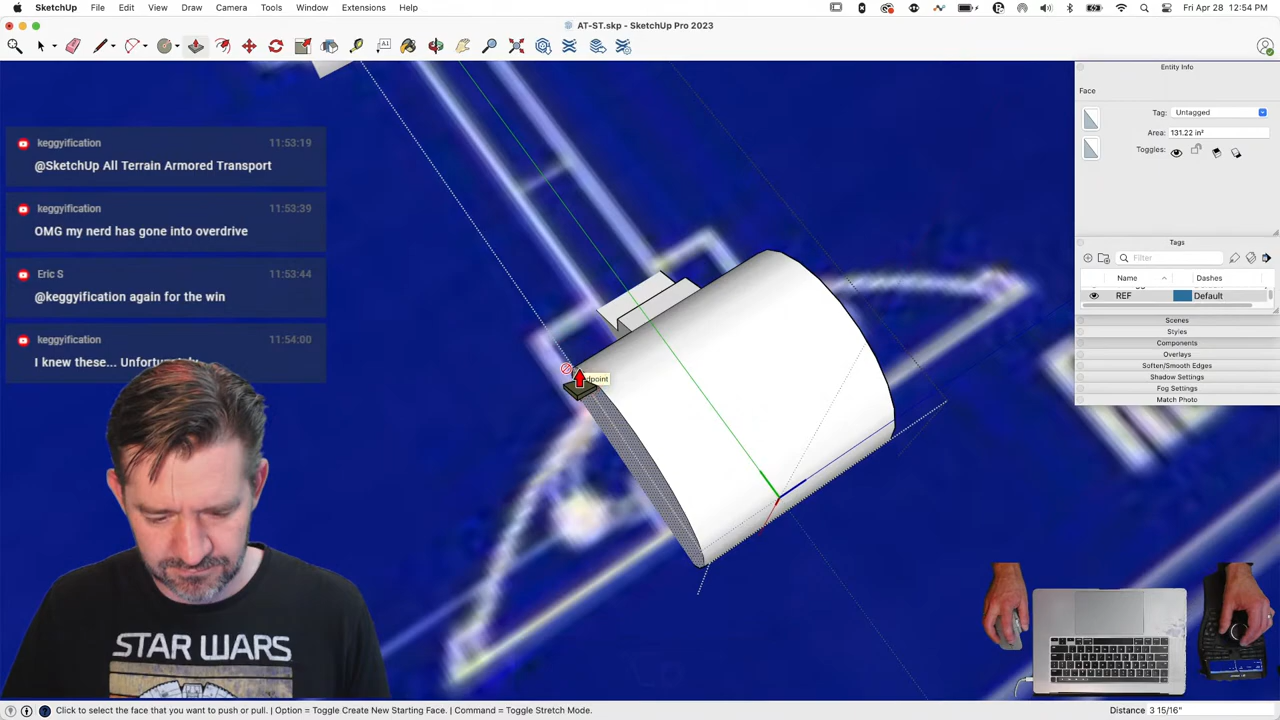 SketchUp File Edit View Draw Camera Tools Window Extensions Help
Fri Apr 28 12:54 PM
AT-ST.skp - SketchUp Pro 2023
Entity Info
Face
Tag: Untagged
Area: 131.22 in²
Toggles:
Tags
Filter
Name Dashes
REF Default
Scenes
Styles
Components
Overlays
Soften/Smooth Edges
Shadow Settings
Fog Settings
Match Photo
keggyification 11:53:19
@SketchUp All Terrain Armored Transport
keggyification 11:53:39
OMG my nerd has gone into overdrive
Eric S 11:53:44
@keggyification again for the win
keggyification 11:54:00
I knew these...
dpoint
STAR WARS
Click to select the face that you want to push or pull. | Option = Toggle Create New Starting Face. | Command = Toggle Stretch Mode.
Distance 3 15/16"